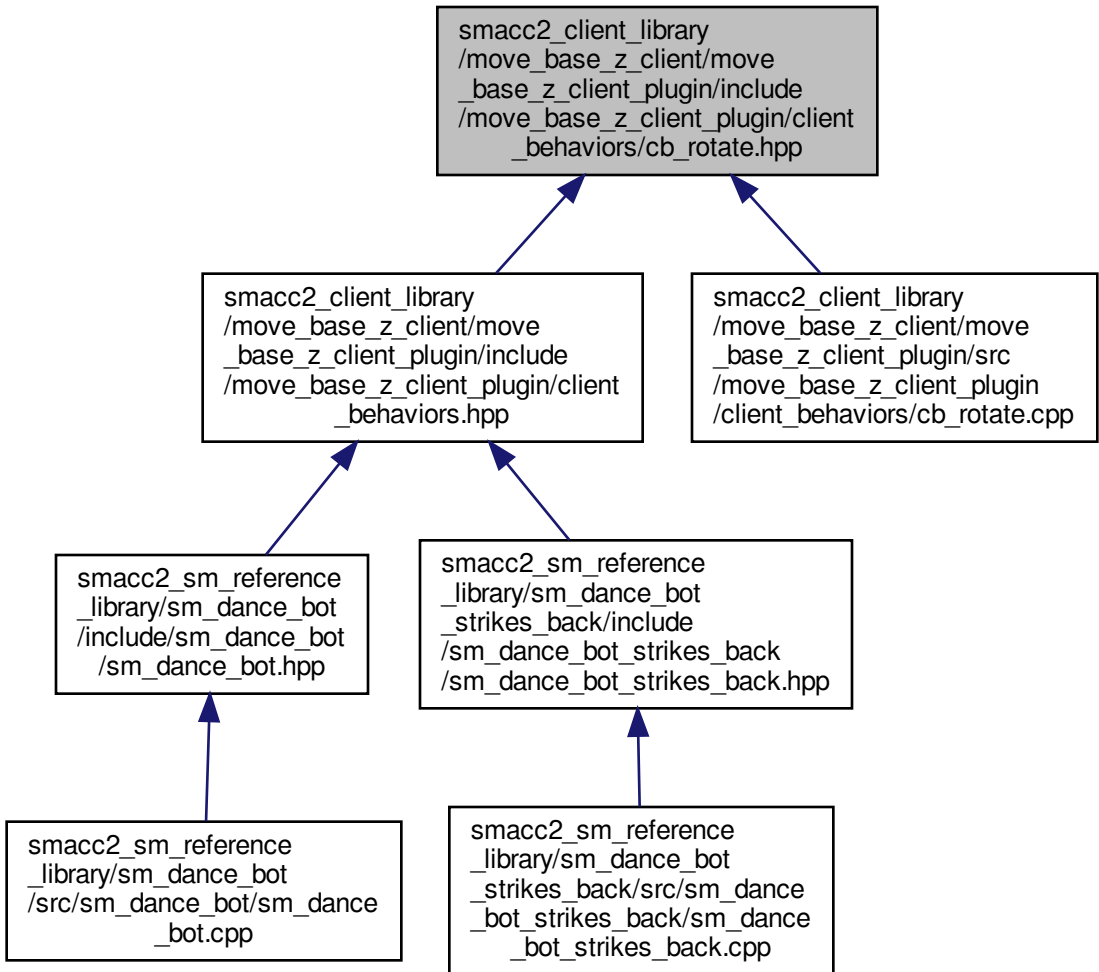 smacc2_client_library
/move_base_z_client/move
_base_z_client_plugin/include
/move_base_z_client_plugin/client
_behaviors/cb_rotate.hpp
smacc2_client_library
/move_base_z_client/move
_base_z_client_plugin/include
/move_base_z_client_plugin/client
_behaviors.hpp
smacc2_client_library
/move_base_z_client/move
_base_z_client_plugin/src
/move_base_z_client_plugin
/client_behaviors/cb_rotate.cpp
smacc2_sm_reference
_library/sm_dance_bot
/include/sm_dance_bot
/sm_dance_bot.hpp
smacc2_sm_reference
_library/sm_dance_bot
_strikes_back/include
/sm_dance_bot_strikes_back
/sm_dance_bot_strikes_back.hpp
smacc2_sm_reference
_library/sm_dance_bot
/src/sm_dance_bot/sm_dance
_bot.cpp
smacc2_sm_reference
_library/sm_dance_bot
_strikes_back/src/sm_dance
_bot_strikes_back/sm_dance
_bot_strikes_back.cpp